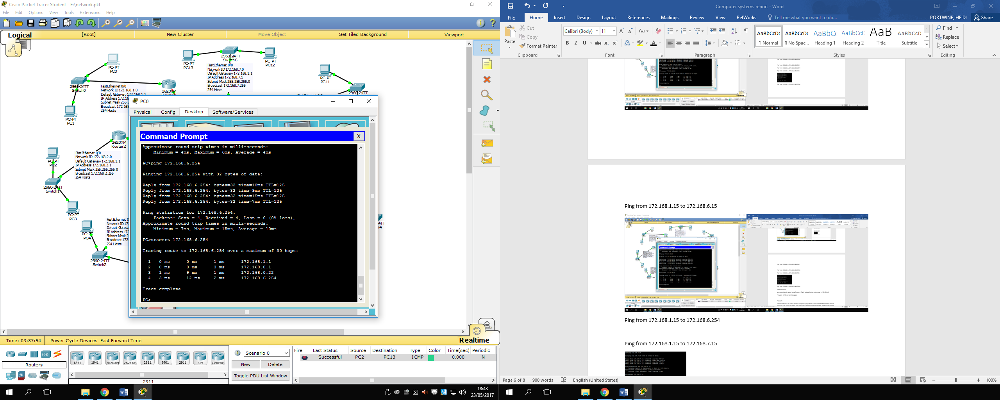 Cisco Packet Tracer Student - F:\network.pkt
File Edit Options View Tools Extensions Help
Logical [Root] New Cluster Move Object Set Tiled Background Viewport
PC-PT
PC0
2960-24TT
Switch0
PC-PT
PC1
FastEthernet 0/0
Network ID 172.168.1.0
Default Gateway 172.168.1.1
IP Address 172.16
Subnet Mask 255.
Broadcast 172.168
254 Hosts
2620XM
PC-PT
PC13
2960-24TT
Switch6
PC-PT
PC12
FastEthernet 0/0
Network ID 172.168.7.0
Default Gateway 172.168.1.1
IP Address 172.168.7.1
Subnet Mask 255.255.255.0
Broadcast 172.168.7.255
254 Hosts
PC-PT
PC11
2960-24TT
2620XM
Router2
FastEthernet 0/0
Network ID 172.168.2.0
Default Gateway 172.168.1.1
IP Address 172.168.2.1
Subnet Mask 255.255.255.0
Broadcast 172.168.2.255
254 Hosts
PC-PT
PC2
2960-24TT
Switch1
PC-PT
PC3
PC-PT
PC4
FastEthernet 0
Network ID 17
Default Gatew
IP Address 17
Subnet Mask 2
Broadcast 172
254 Hosts
2960-24TT
Switch2
PC0
Physical Config Desktop Software/Services
Command Prompt X
Approximate round trip times in milli-seconds:
Minimum = 4ms, Maximum = 6ms, Average = 4ms
PC>ping 172.168.6.254
Pinging 172.168.6.254 with 32 bytes of data:
Reply from 172.168.6.254: bytes=32 time=10ms TTL=125
Reply from 172.168.6.254: bytes=32 time=9ms TTL=125
Reply from 172.168.6.254: bytes=32 time=15ms TTL=125
Reply from 172.168.6.254: bytes=32 time=7ms TTL=125
Ping statistics for 172.168.6.254:
Packets: Sent = 4, Received = 4, Lost = 0 (0% loss),
Approximate round trip times in milli-seconds:
Minimum = 7ms, Maximum = 15ms, Average = 10ms
PC>tracert 172.168.6.254
Tracing route to 172.168.6.254 over a maximum of 30 hops:
1 0 ms 0 ms 1 ms 172.168.1.1
2 0 ms 0 ms 3 ms 172.168.0.1
3 1 ms 9 ms 1 ms 172.168.0.22
4 3 ms 12 ms 2 ms 172.168.6.254
Trace complete.
PC>
Time: 03:37:54 Power Cycle Devices Fast Forward Time Realtime
Routers
1841 1941 2620XM 2621XM 2811 2901 2911 819 Generic
2911
Scenario 0
New Delete
Toggle PDU List Window
Fire Last Status Source Destination Type Color Time(sec) Periodic
Successful PC2 PC13 ICMP 0.000 N
18:43
23/05/2017
Computer systems report - Word
File Home Insert Design Layout References Mailings Review View RefWorks Tell me what you want to do... PORTWINE, HEIDI Share
Paste Cut
Copy
Format Painter
Calibri (Body) 11
AaBbCcDc AaBbCcDc AaBbC( AaBbCcD AaB AaBbCcD
¶ Normal ¶ No Spac... Heading 1 Heading 2 Title Subtitle
Find
Replace
Select
Clipboard Font Paragraph Styles Editing
Ping from 172.168.1.15 to 172.168.6.15
Command Prompt
Ping from 172.168.1.15 to 172.168.6.254
Ping from 172.168.1.15 to 172.168.7.15
Page 6 of 8 900 words English (United States) 100%